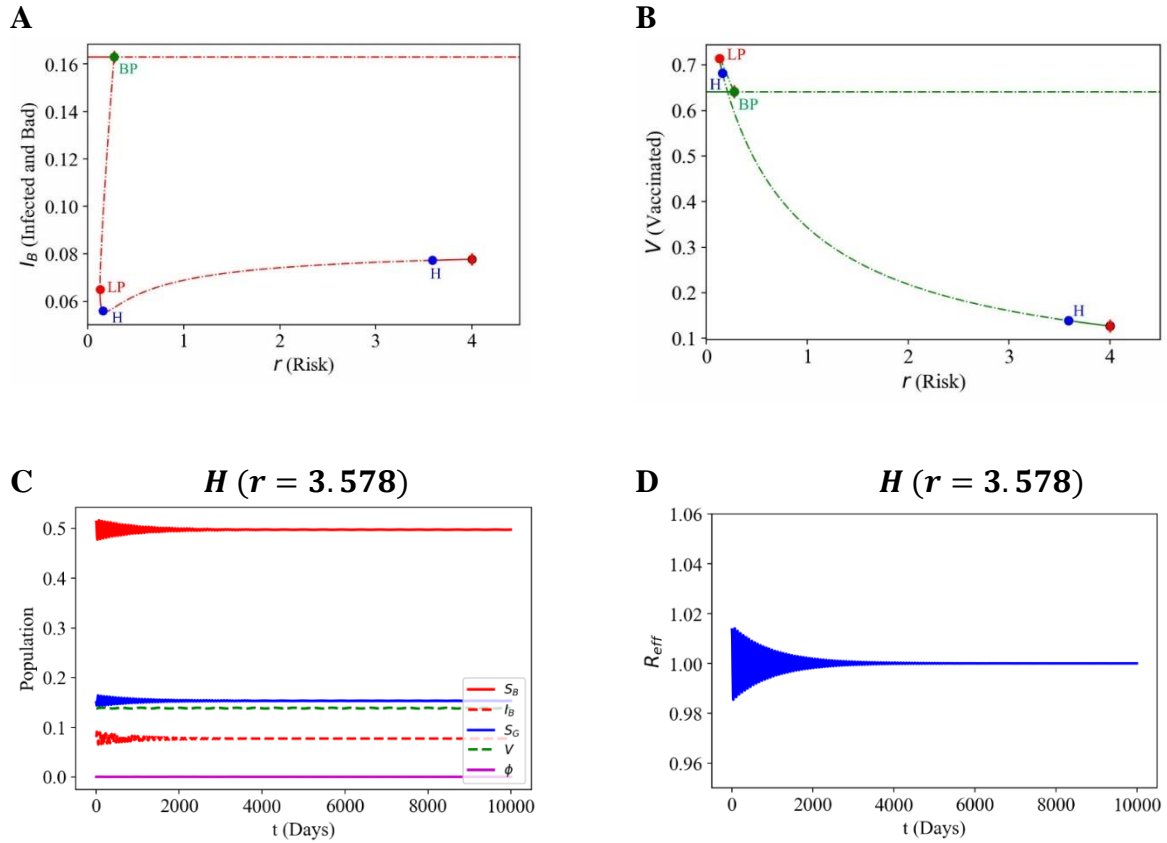 A
0.16
0.14
0.12
0.10
0.08
0.06
I_B (Infected and Bad)
BP
LP
H
H
0
1
2
3
4
r (Risk)
B
0.7
0.6
0.5
0.4
0.3
0.2
0.1
V (Vaccinated)
LP
H
BP
H
0
1
2
3
4
r (Risk)
C
H (r = 3.578)
0.5
0.4
0.3
0.2
0.1
0.0
Population
S_B
I_B
S_G
V
ϕ
0
2000
4000
6000
8000
10000
t (Days)
D
H (r = 3.578)
1.06
1.04
1.02
1.00
0.98
0.96
R_eff
0
2000
4000
6000
8000
10000
t (Days)